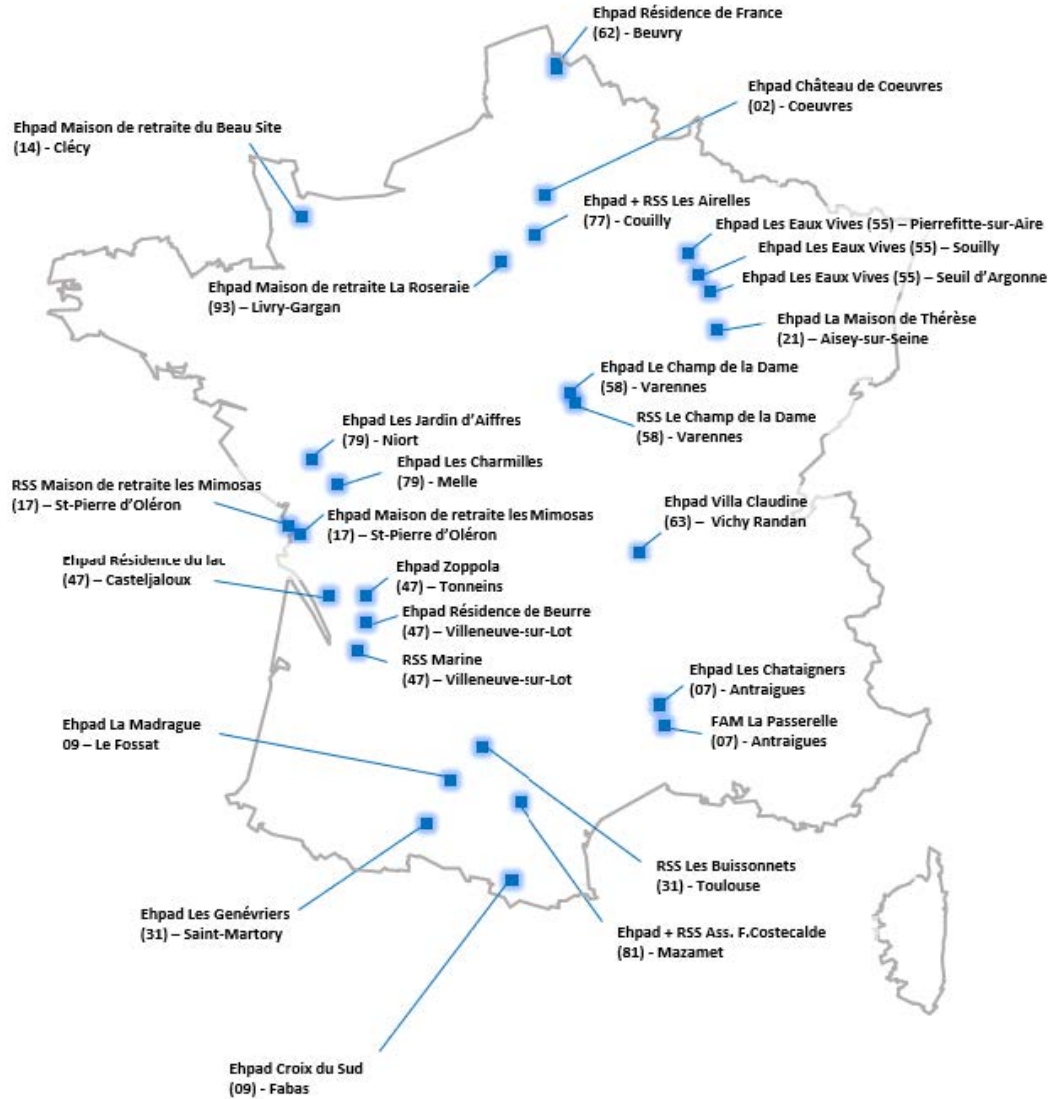 Ehpad Résidence de France
(62) - Beuvry
Ehpad Château de Coeuvres
(02) - Coeuvres
Ehpad Maison de retraite du Beau Site
(14) - Clécy
Ehpad + RSS Les Airelles
(77) - Couilly
Ehpad Les Eaux Vives (55) – Pierrefitte-sur-Aire
Ehpad Les Eaux Vives (55) – Souilly
Ehpad Les Eaux Vives (55) – Seuil d'Argonne
Ehpad Maison de retraite La Roseraie
(93) – Livry-Gargan
Ehpad La Maison de Thérèse
(21) – Aisey-sur-Seine
Ehpad Le Champ de la Dame
(58) - Varennes
RSS Le Champ de la Dame
(58) - Varennes
Ehpad Les Jardin d'Aiffres
(79) - Niort
Ehpad Les Charmilles
(79) - Melle
RSS Maison de retraite les Mimosas
(17) – St-Pierre d'Oléron
Ehpad Maison de retraite les Mimosas
(17) – St-Pierre d'Oléron
Ehpad Villa Claudine
(63) – Vichy Randan
Ehpad Résidence du lac
(47) – Casteljaloux
Ehpad Zoppola
(47) – Tonneins
Ehpad Résidence de Beurre
(47) – Villeneuve-sur-Lot
RSS Marine
(47) – Villeneuve-sur-Lot
Ehpad Les Chataigners
(07) - Antraigues
FAM La Passerelle
(07) - Antraigues
Ehpad La Madrague
09 – Le Fossat
RSS Les Buissonnets
(31) - Toulouse
Ehpad Les Genévriers
(31) – Saint-Martory
Ehpad + RSS Ass. F.Costecalde
(81) - Mazamet
Ehpad Croix du Sud
(09) - Fabas